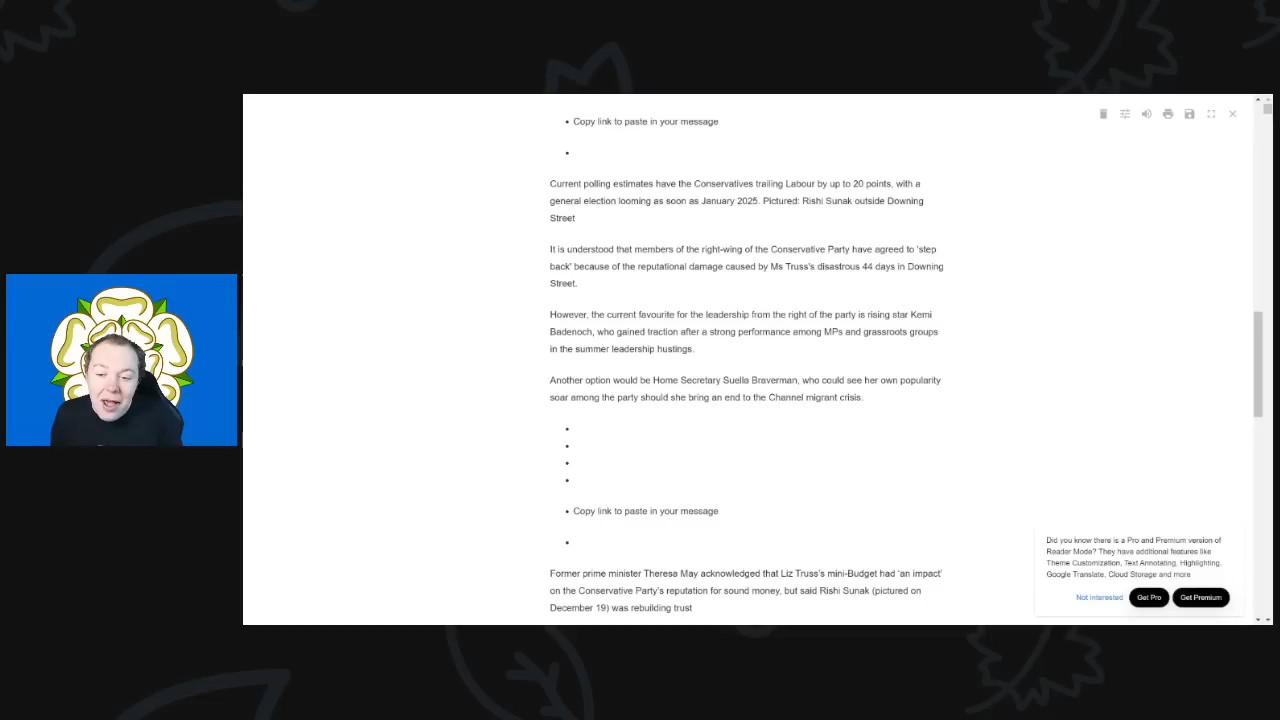 • Copy link to paste in your message
•
Current polling estimates have the Conservatives trailing Labour by up to 20 points, with a
general election looming as soon as January 2025. Pictured: Rishi Sunak outside Downing
Street
It is understood that members of the right-wing of the Conservative Party have agreed to 'step
back' because of the reputational damage caused by Ms Truss's disastrous 44 days in Downing
Street.
However, the current favourite for the leadership from the right of the party is rising star Kemi
Badenoch, who gained traction after a strong performance among MPs and grassroots groups
in the summer leadership hustings.
Another option would be Home Secretary Suella Braverman, who could see her own popularity
soar among the party should she bring an end to the Channel migrant crisis.
•
•
•
•
• Copy link to paste in your message
•
Former prime minister Theresa May acknowledged that Liz Truss's mini-Budget had 'an impact'
on the Conservative Party's reputation for sound money, but said Rishi Sunak (pictured on
December 19) was rebuilding trust
Did you know there is a Pro and Premium version of
Reader Mode? They have additional features like
Theme Customization, Text Annotating, Highlighting,
Google Translate, Cloud Storage and more
Not interested Get Pro Get Premium